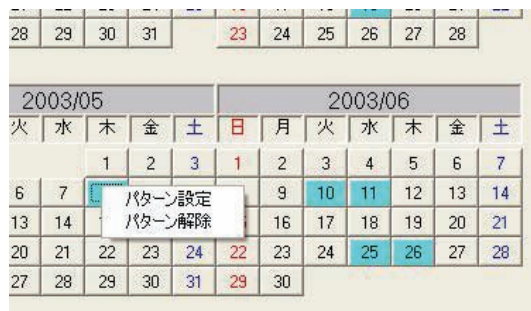 28 29 30 31 23 24 25 26 27 28
2003/05 2003/06
火 水 木 金 土 日 月 火 水 木 金 土
1 2 3 1 2 3 4 5 6 7
6 7 パターン設定 9 10 11 12 13 14
13 14 パターン解除 16 17 18 19 20 21
20 21 22 23 24 22 23 24 25 26 27 28
27 28 29 30 31 29 30